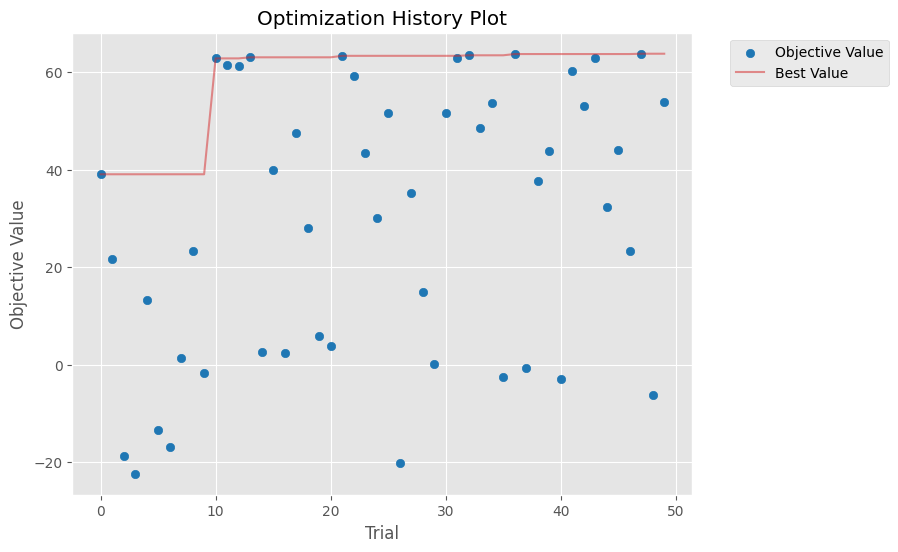 Optimization History Plot
Objective Value
Best Value
Objective Value
60
40
20
0
−20
0 10 20 30 40 50
Trial